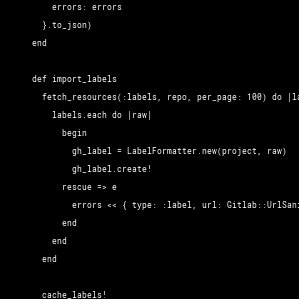 errors: errors
}.to_json)
end
def import_labels
fetch_resources(:labels, repo, per_page: 100) do |la
labels.each do |raw|
begin
gh_label = LabelFormatter.new(project, raw)
gh_label.create!
rescue => e
errors << { type: :label, url: Gitlab::UrlSani
end
end
end
cache_labels!